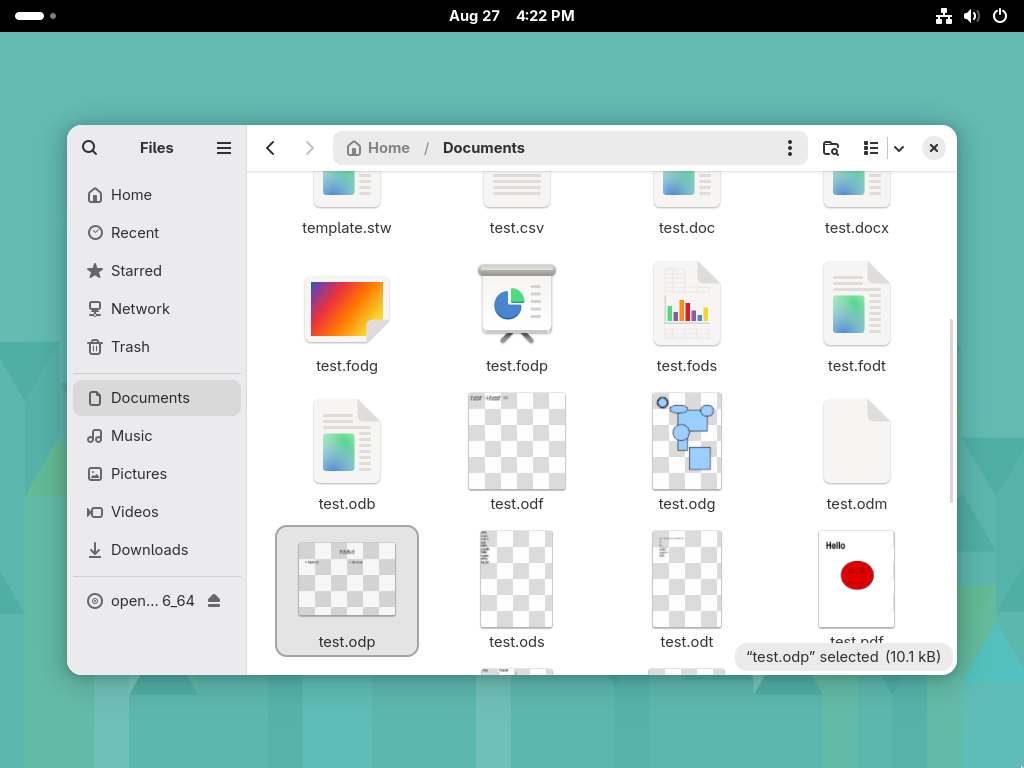 Aug 27 4:22 PM
Files
Home / Documents
Home
Recent
Starred
Network
Trash
Documents
Music
Pictures
Videos
Downloads
open… 6_64
template.stw
test.csv
test.doc
test.docx
test.fodg
test.fodp
test.fods
test.fodt
test.odb
test.odf
test.odg
test.odm
Hello
test.odp
test.ods
test.odt
test.pdf
“test.odp” selected (10.1 kB)